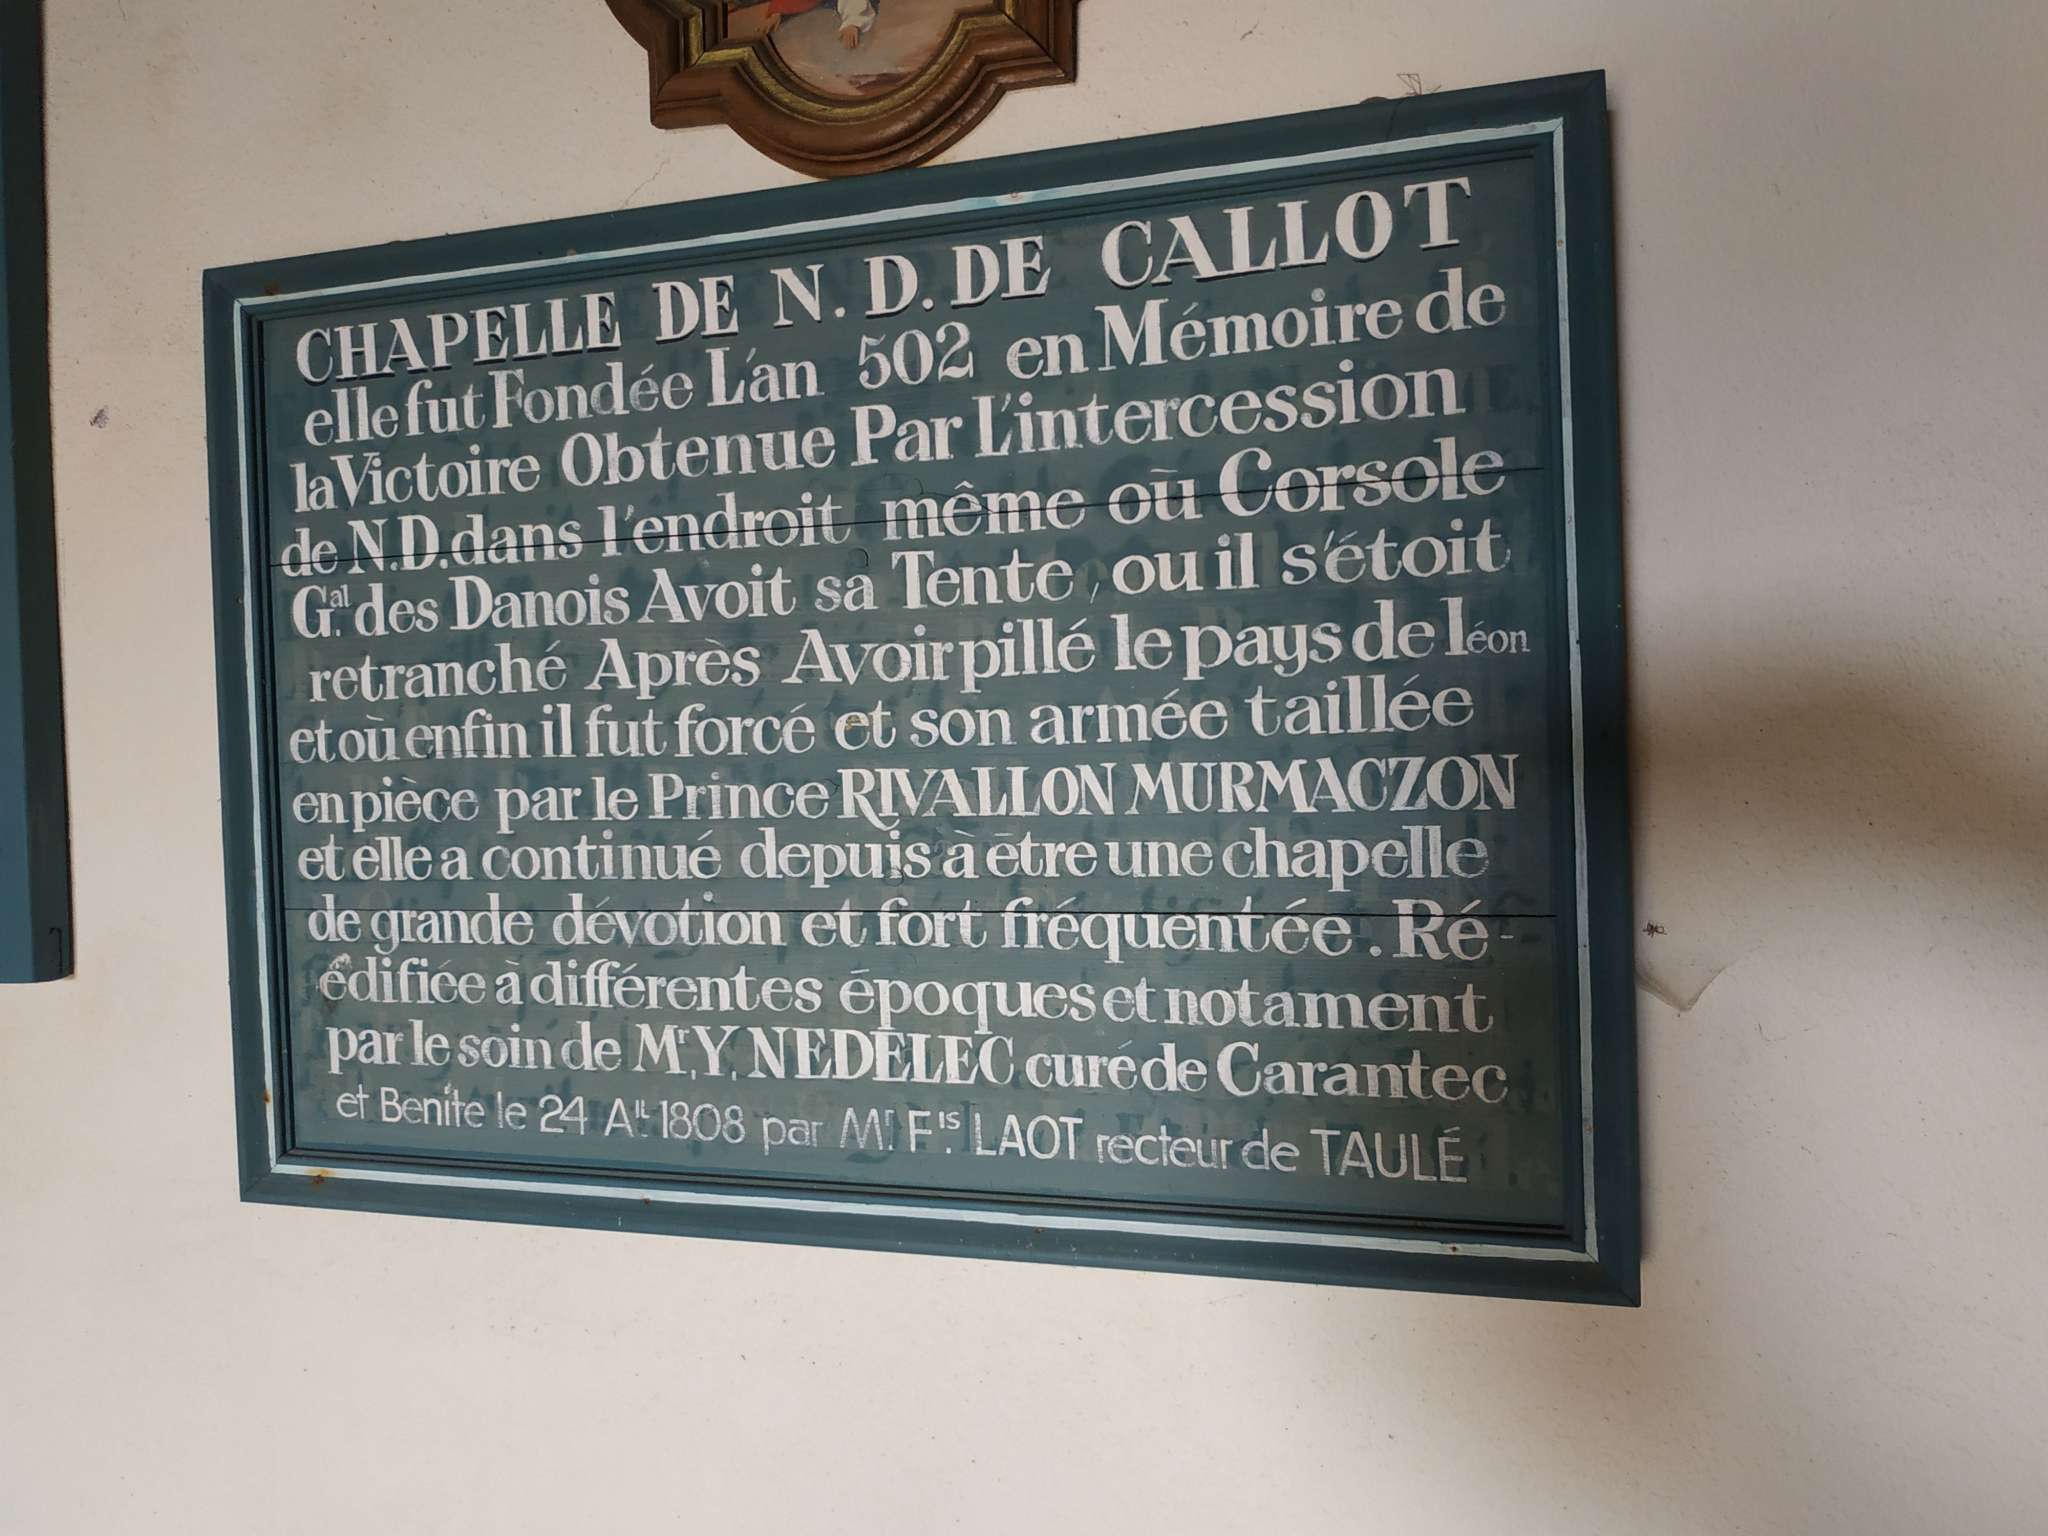 CHAPELLE DE N. D. DE CALLOT
elle fut Fondée L'an 502 en Mémoire de
la Victoire Obtenue Par L'intercession
de N.D. dans l'endroit même où Corsole
Gal. des Danois Avoit sa Tente, ou il s'étoit
retranché Après Avoir pillé le pays de léon
et où enfin il fut forcé et son armée taillée
en pièce par le Prince RIVALLON MURMACZON
et elle a continué depuis à être une chapelle
de grande dévotion et fort fréquentée. Ré-
édifiée à différentes époques et notament
par le soin de Mr. Y. NEDELEC curé de Carantec
et Benite le 24 Alt. 1808 par Mr. Fis. LAOT recteur de TAULÉ